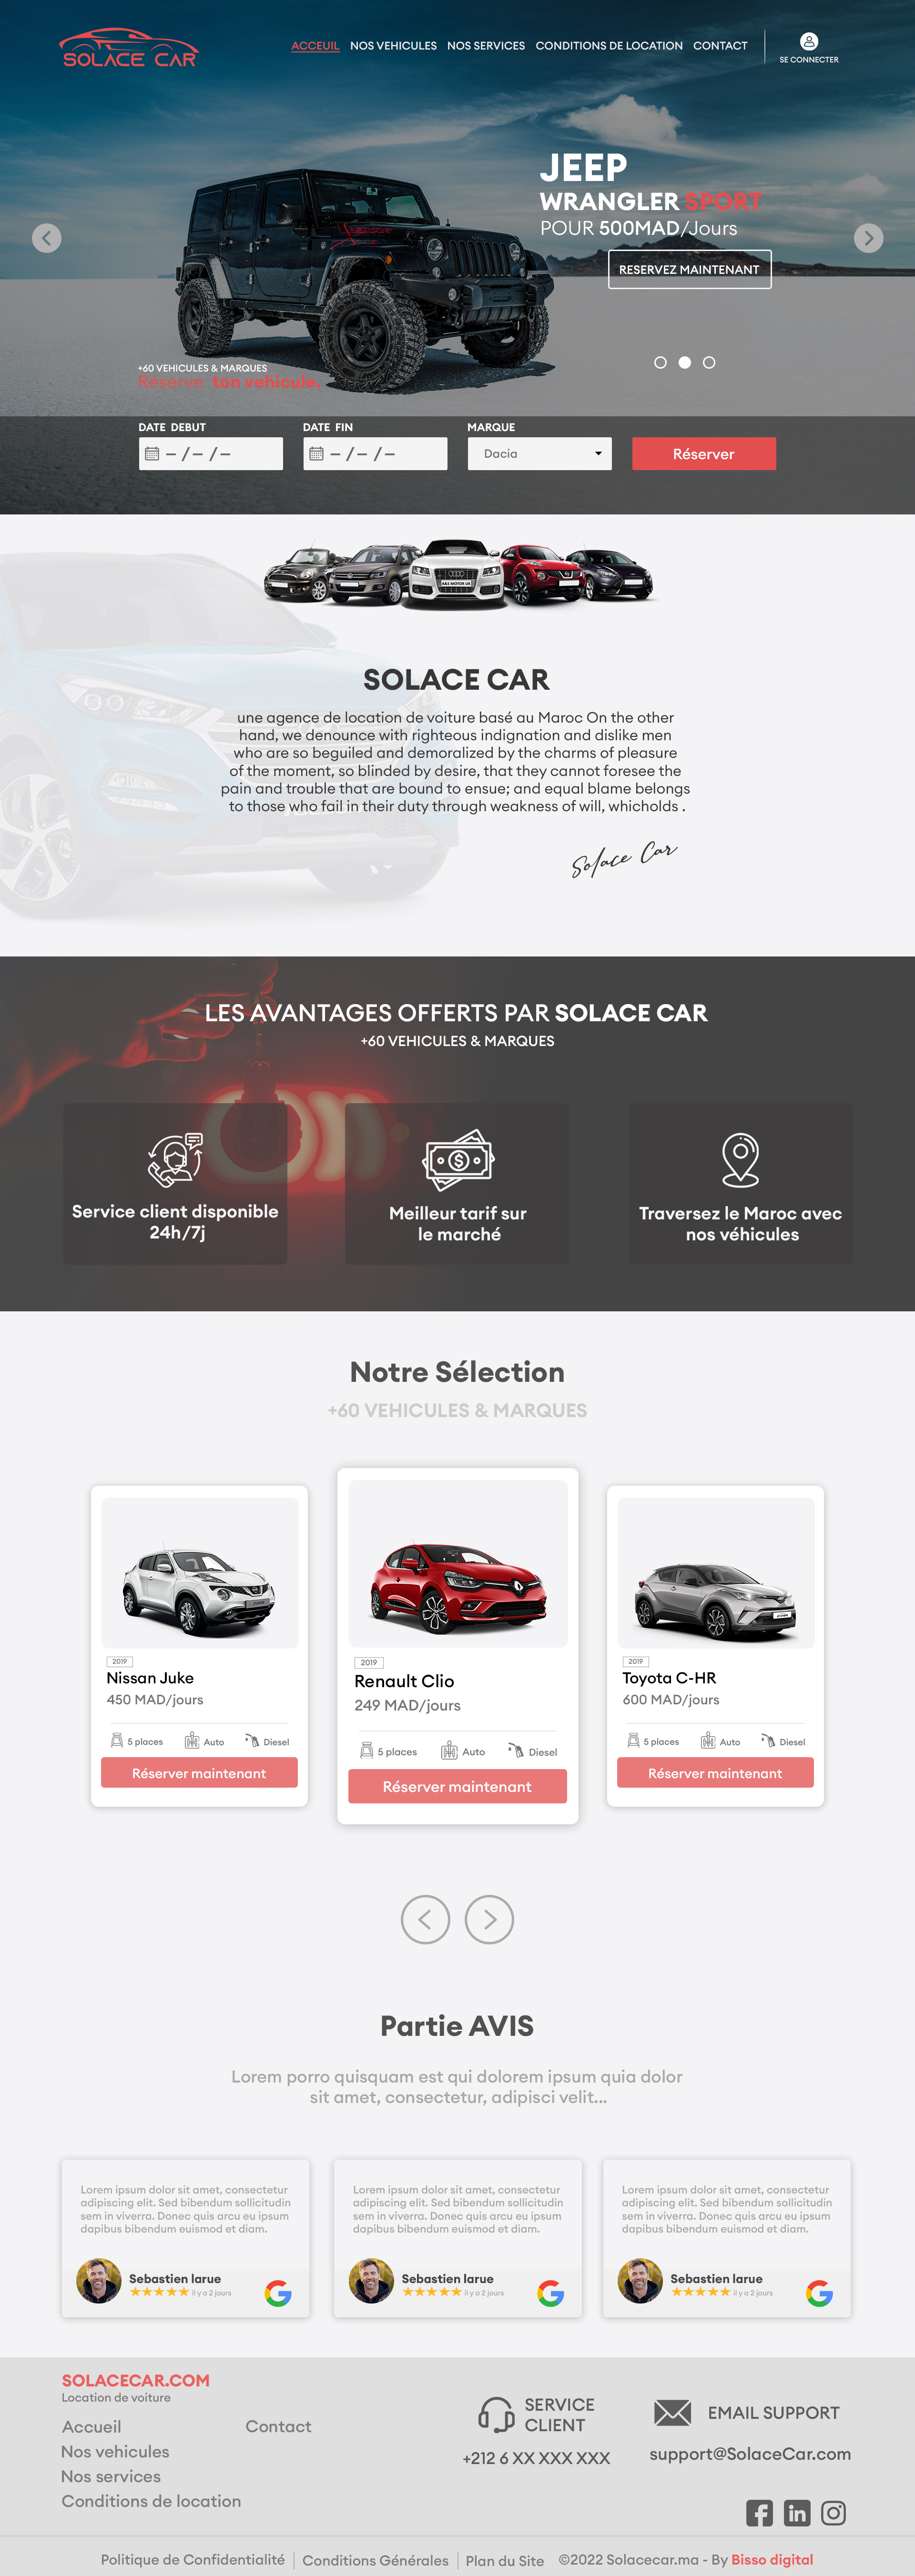 SOLACE CAR
ACCEUIL NOS VEHICULES NOS SERVICES CONDITIONS DE LOCATION CONTACT
SE CONNECTER
JEEP
WRANGLER SPORT
POUR 500MAD/Jours
RESERVEZ MAINTENANT
+60 VEHICULES & MARQUES
Réserve ton vehicule.
DATE DEBUT DATE FIN MARQUE
– / – / – – / – / – Dacia Réserver
A&S MOTOR UK
SOLACE CAR
une agence de location de voiture basé au Maroc On the other
hand, we denounce with righteous indignation and dislike men
who are so beguiled and demoralized by the charms of pleasure
of the moment, so blinded by desire, that they cannot foresee the
pain and trouble that are bound to ensue; and equal blame belongs
to those who fail in their duty through weakness of will, whicholds .
Solace Car
LES AVANTAGES OFFERTS PAR SOLACE CAR
+60 VEHICULES & MARQUES
Service client disponible
24h/7j
Meilleur tarif sur
le marché
Traversez le Maroc avec
nos véhicules
Notre Sélection
+60 VEHICULES & MARQUES
2019
Nissan Juke
450 MAD/jours
5 places Auto Diesel
Réserver maintenant
2019
Renault Clio
249 MAD/jours
5 places Auto Diesel
Réserver maintenant
2019
Toyota C-HR
600 MAD/jours
5 places Auto Diesel
Réserver maintenant
Partie AVIS
Lorem porro quisquam est qui dolorem ipsum quia dolor
sit amet, consectetur, adipisci velit...
Lorem ipsum dolor sit amet, consectetur
adipiscing elit. Sed bibendum sollicitudin
sem in viverra. Donec quis arcu eu ipsum
dapibus bibendum euismod et diam.
Sebastien larue
il y a 2 jours
Lorem ipsum dolor sit amet, consectetur
adipiscing elit. Sed bibendum sollicitudin
sem in viverra. Donec quis arcu eu ipsum
dapibus bibendum euismod et diam.
Sebastien larue
il y a 2 jours
Lorem ipsum dolor sit amet, consectetur
adipiscing elit. Sed bibendum sollicitudin
sem in viverra. Donec quis arcu eu ipsum
dapibus bibendum euismod et diam.
Sebastien larue
il y a 2 jours
SOLACECAR.COM
Location de voiture
Accueil Contact
Nos vehicules
Nos services
Conditions de location
SERVICE
CLIENT
+212 6 XX XXX XXX
EMAIL SUPPORT
support@SolaceCar.com
Politique de Confidentialité | Conditions Générales | Plan du Site ©2022 Solacecar.ma - By Bisso digital